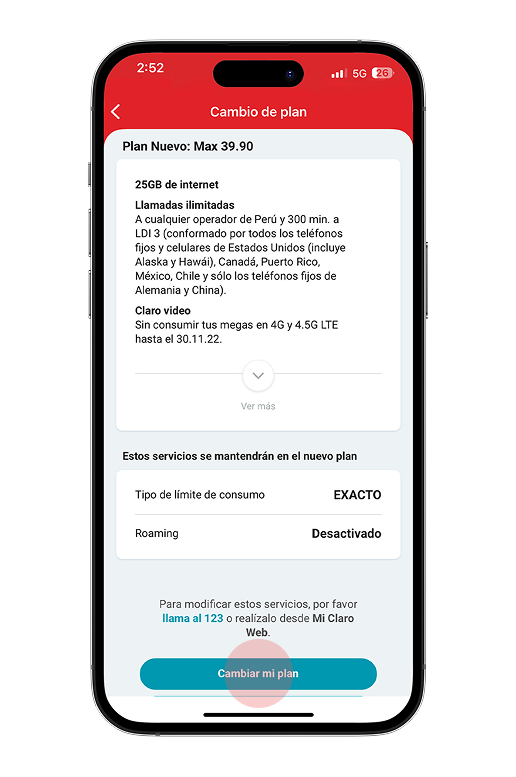 2:52
5G 26
Cambio de plan
Plan Nuevo: Max 39.90
25GB de internet
Llamadas ilimitadas
A cualquier operador de Perú y 300 min. a
LDI 3 (conformado por todos los teléfonos
fijos y celulares de Estados Unidos (incluye
Alaska y Hawái), Canadá, Puerto Rico,
México, Chile y sólo los teléfonos fijos de
Alemania y China).
Claro video
Sin consumir tus megas en 4G y 4.5G LTE
hasta el 30.11.22.
Ver más
Estos servicios se mantendrán en el nuevo plan
Tipo de límite de consumo EXACTO
Roaming Desactivado
Para modificar estos servicios, por favor
llama al 123 o realízalo desde Mi Claro
Web.
Cambiar mi plan